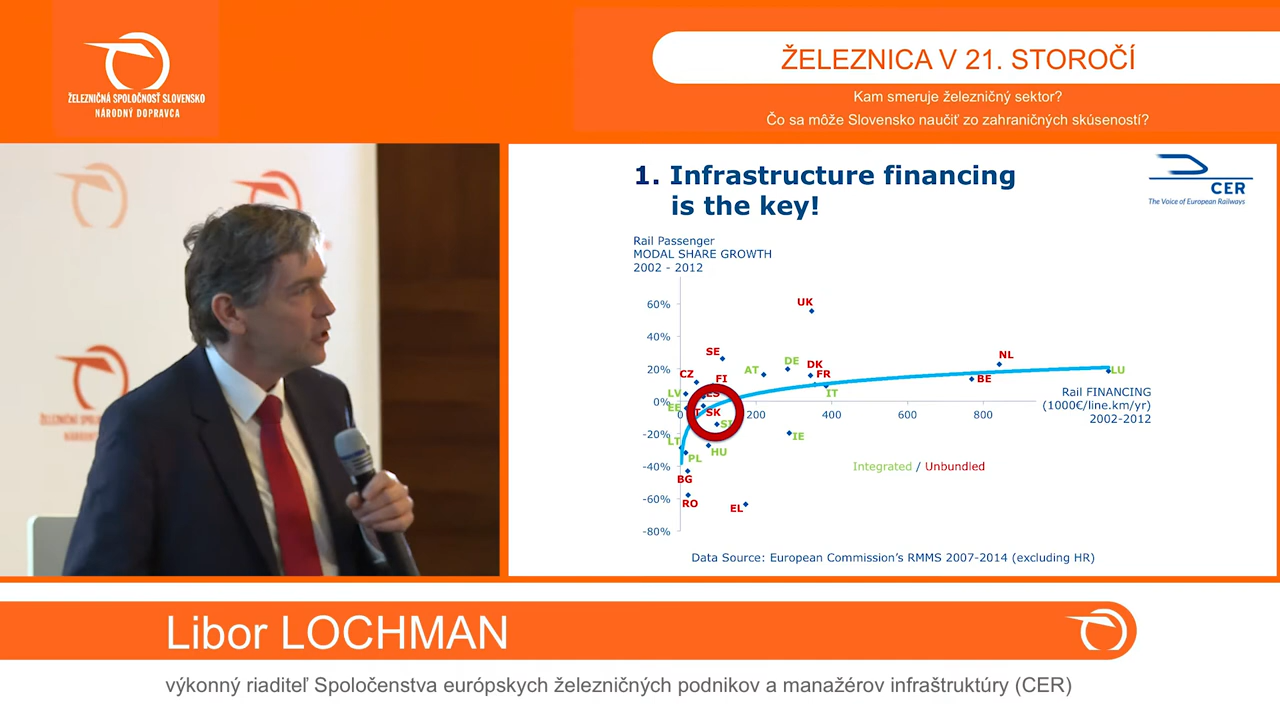 ŽELEZNIČNÁ SPOLOČNOSŤ SLOVENSKO
NÁRODNÝ DOPRAVCA
ŽELEZNICA V 21. STOROČÍ
Kam smeruje železničný sektor?
Čo sa môže Slovensko naučiť zo zahraničných skúseností?
1. Infrastructure financing
is the key!
CER
The Voice of European Railways
Rail Passenger
MODAL SHARE GROWTH
2002 - 2012
60%
40%
20%
0%
-20%
-40%
-60%
-80%
0
200
400
600
800
UK
SE
AT
DE
DK
NL
CZ
FI
FR
BE
LU
LV
ES
IT
EE
SK
IE
LT
PL
HU
BG
RO
EL
Rail FINANCING
(1000€/line.km/yr)
2002-2012
Integrated / Unbundled
Data Source: European Commission's RMMS 2007-2014 (excluding HR)
Libor LOCHMAN
výkonný riaditeľ Spoločenstva európskych železničných podnikov a manažérov infraštruktúry (CER)